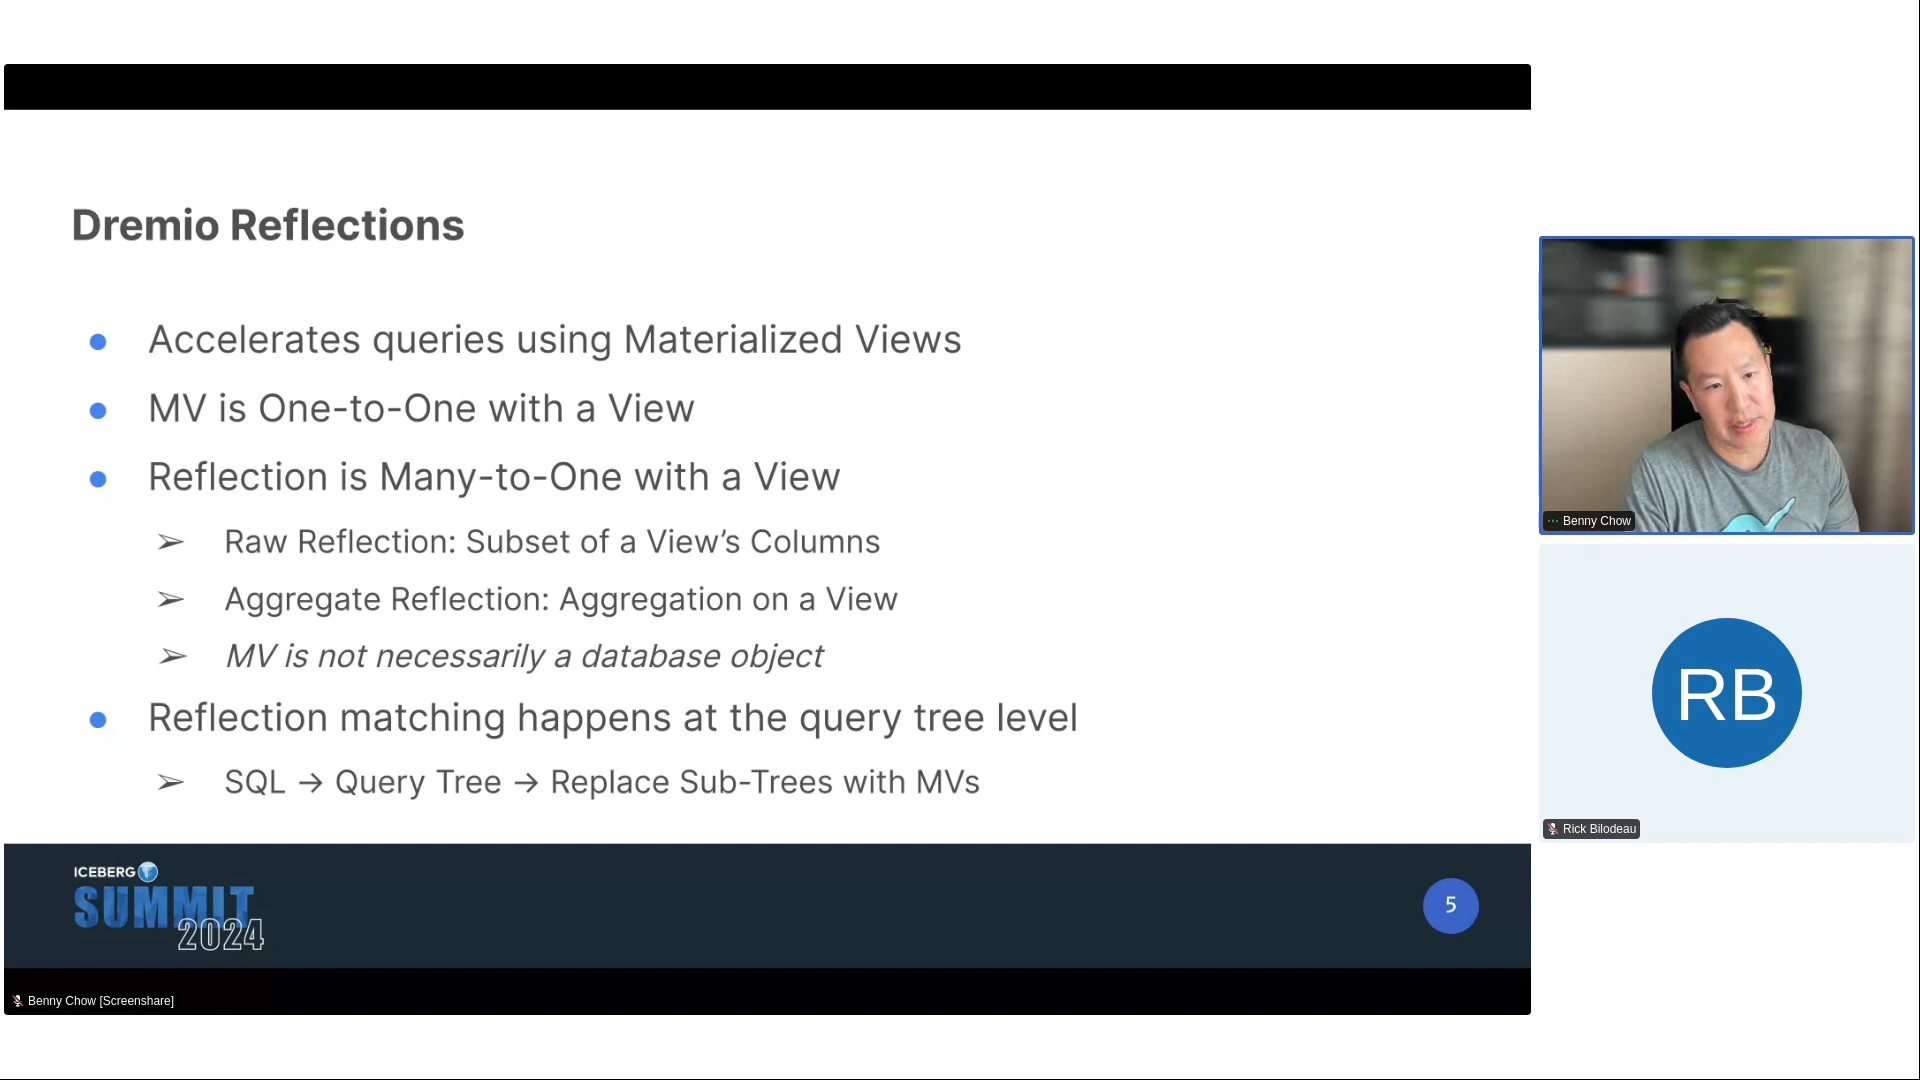 Dremio Reflections
Accelerates queries using Materialized Views
MV is One-to-One with a View
Reflection is Many-to-One with a View
Raw Reflection: Subset of a View’s Columns
Aggregate Reflection: Aggregation on a View
MV is not necessarily a database object
Reflection matching happens at the query tree level
SQL → Query Tree → Replace Sub-Trees with MVs
ICEBERG
SUMMIT
2024
5
Benny Chow [Screenshare]
Benny Chow
RB
Rick Bilodeau